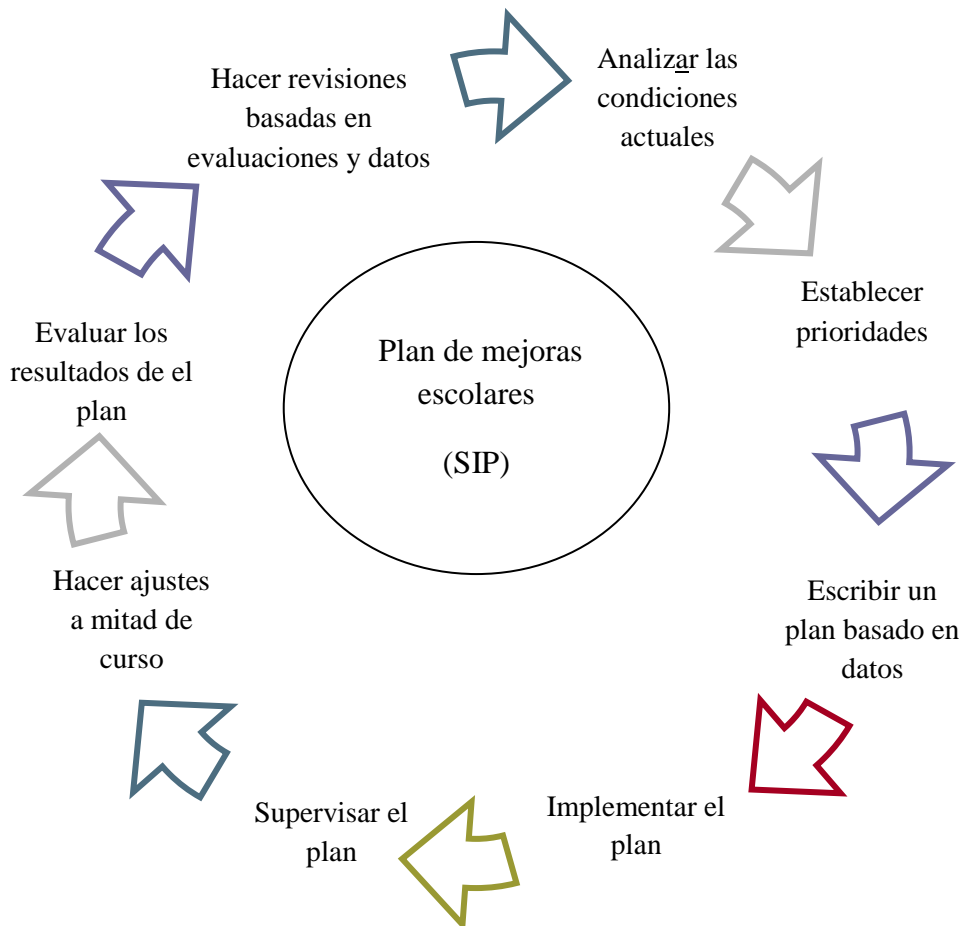 Analizar las
condiciones
actuales
Establecer
prioridades
Escribir un
plan basado en
datos
Implementar el
plan
Supervisar el
plan
Hacer ajustes
a mitad de
curso
Evaluar los
resultados de el
plan
Hacer revisiones
basadas en
evaluaciones y datos
Plan de mejoras
escolares
(SIP)